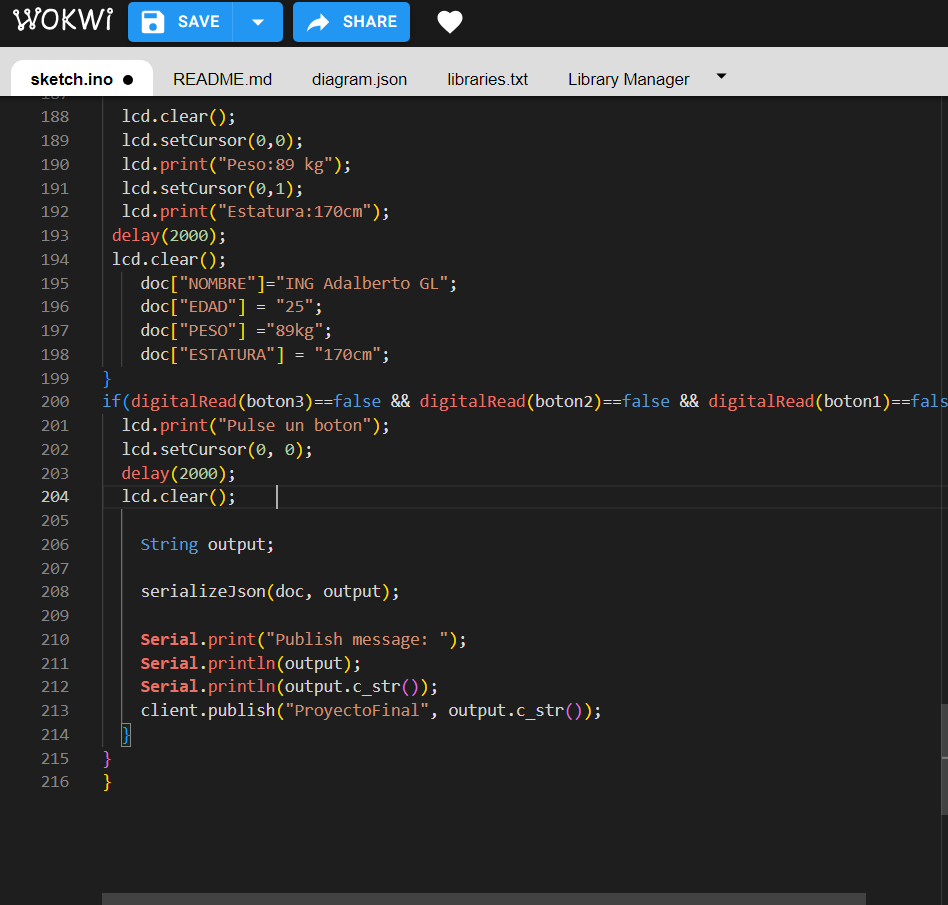 WOKWi SAVE SHARE
sketch.ino ● README.md diagram.json libraries.txt Library Manager
188 lcd.clear();
189 lcd.setCursor(0,0);
190 lcd.print("Peso:89 kg");
191 lcd.setCursor(0,1);
192 lcd.print("Estatura:170cm");
193 delay(2000);
194 lcd.clear();
195 doc["NOMBRE"]="ING Adalberto GL";
196 doc["EDAD"] = "25";
197 doc["PESO"] ="89kg";
198 doc["ESTATURA"] = "170cm";
199 }
200 if(digitalRead(boton3)==false && digitalRead(boton2)==false && digitalRead(boton1)==fals
201 lcd.print("Pulse un boton");
202 lcd.setCursor(0, 0);
203 delay(2000);
204 lcd.clear();
205
206 String output;
207
208 serializeJson(doc, output);
209
210 Serial.print("Publish message: ");
211 Serial.println(output);
212 Serial.println(output.c_str());
213 client.publish("ProyectoFinal", output.c_str());
214 }
215 }
216 }